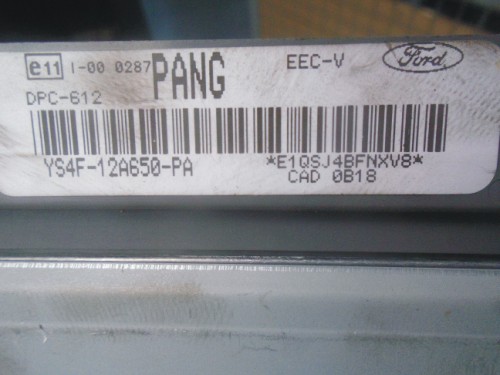 e11 I-00 0287 PANG EEC-V Ford
DPC-612
YS4F-12A650-PA *E1QSJ4BFNXV8*
CAD 0B18